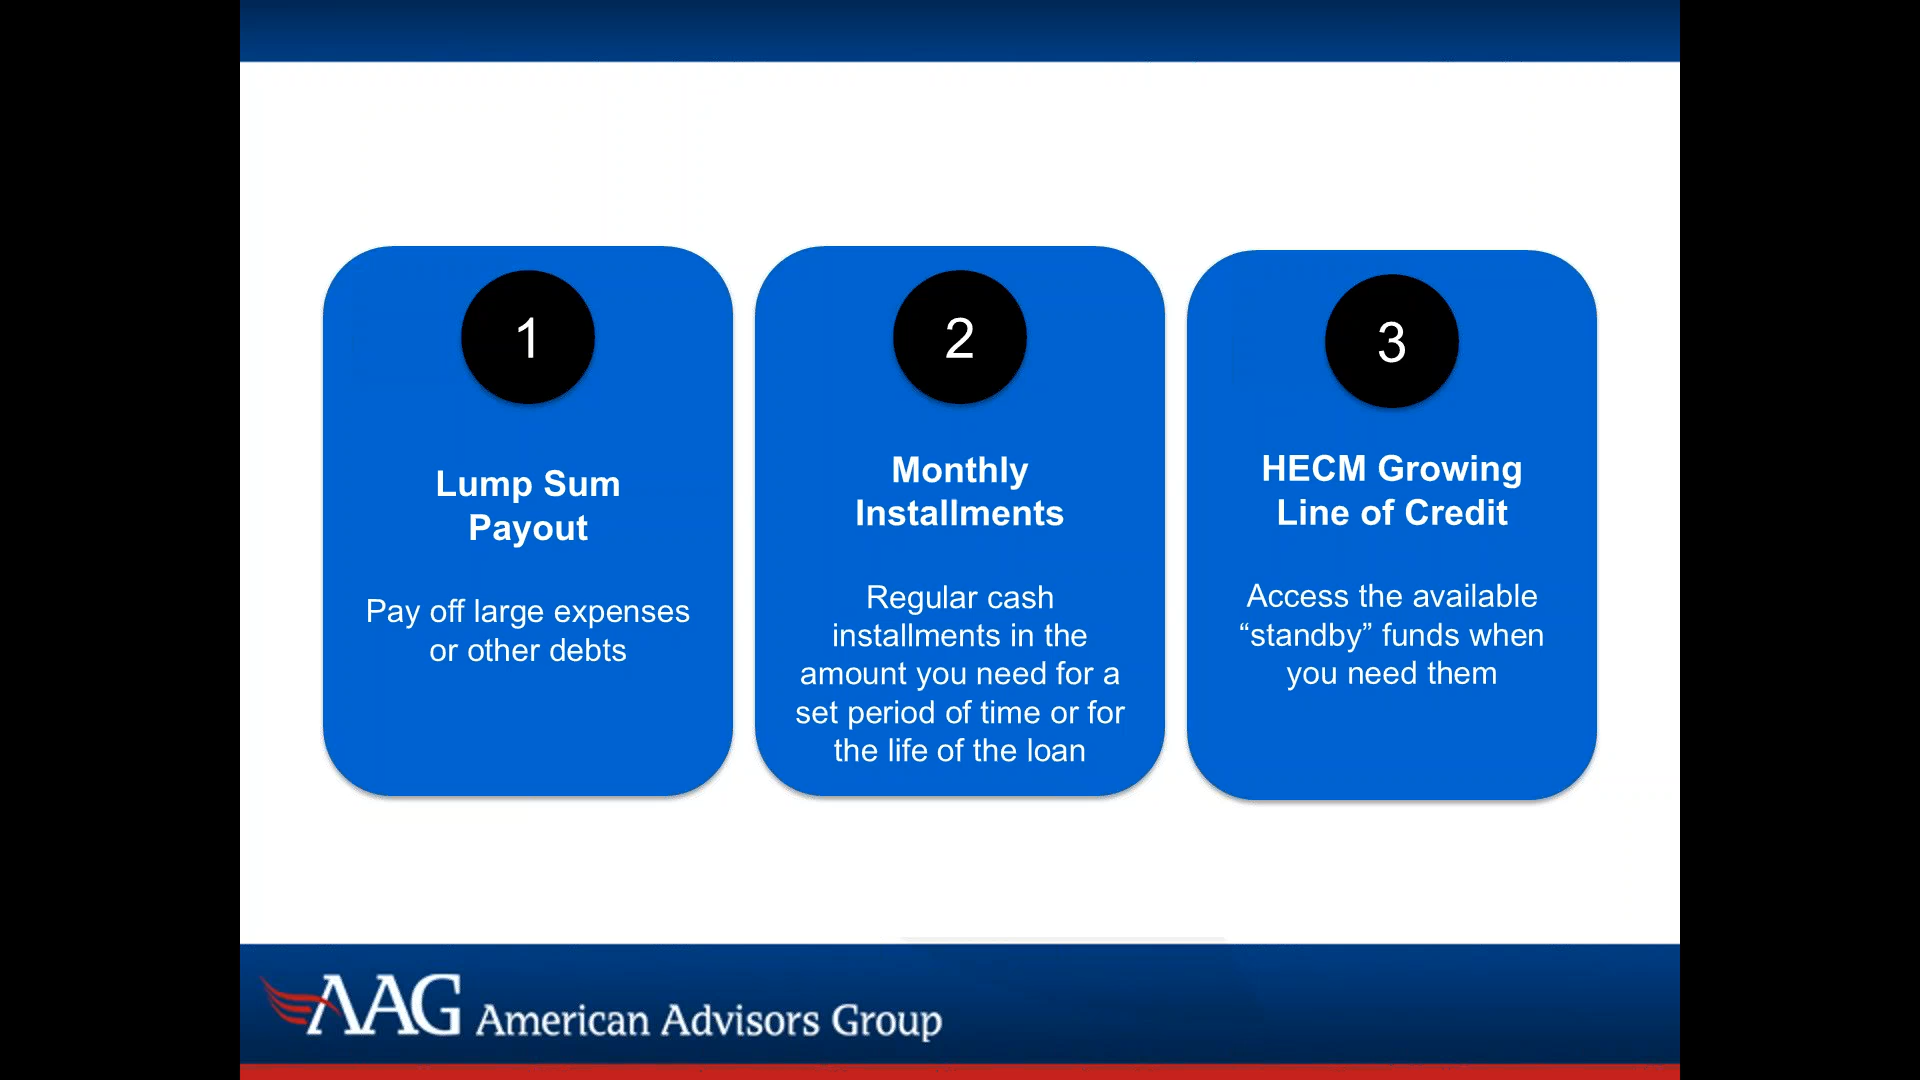 1
Lump Sum
Payout
Pay off large expenses
or other debts
2
Monthly
Installments
Regular cash
installments in the
amount you need for a
set period of time or for
the life of the loan
3
HECM Growing
Line of Credit
Access the available
“standby” funds when
you need them
AAG American Advisors Group